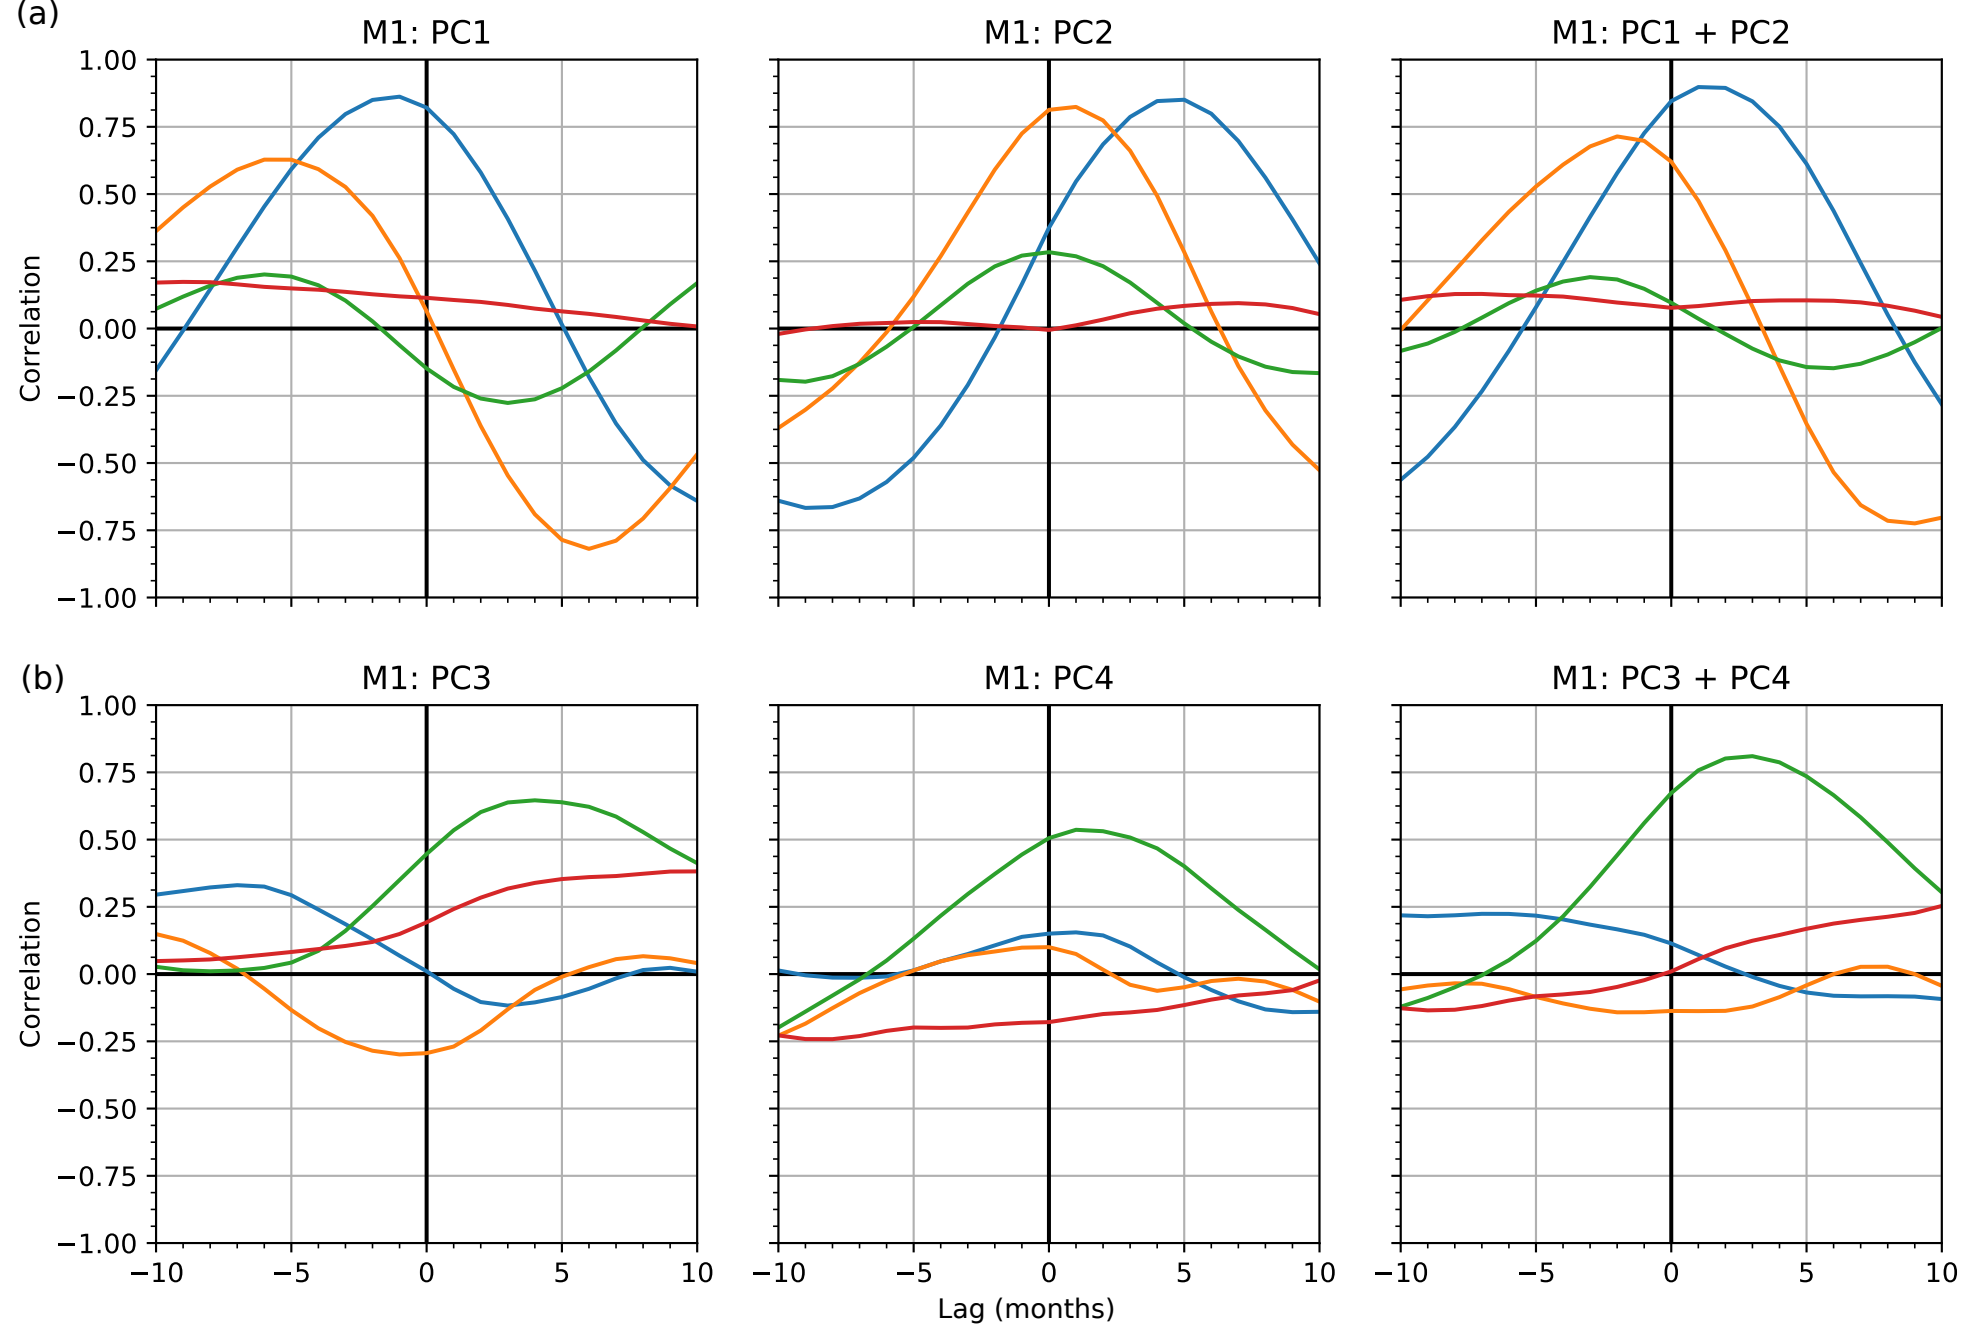 (a)
M1: PC1
M1: PC2
M1: PC1 + PC2
1.00
0.75
0.50
0.25
0.00
−0.25
−0.50
−0.75
−1.00
Correlation
(b)
M1: PC3
M1: PC4
M1: PC3 + PC4
1.00
0.75
0.50
0.25
0.00
−0.25
−0.50
−0.75
−1.00
Correlation
−10 −5 0 5 10
−10 −5 0 5 10
−10 −5 0 5 10
Lag (months)